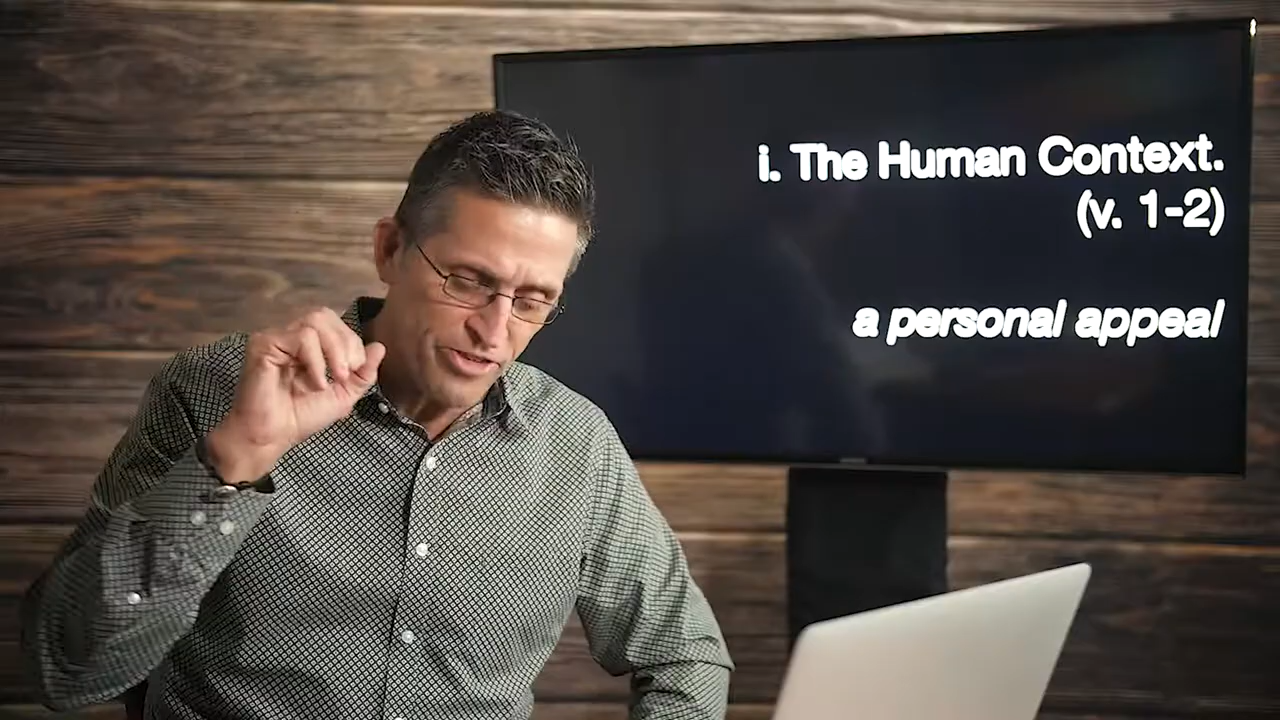 i. The Human Context.
(v. 1-2)
a personal appeal